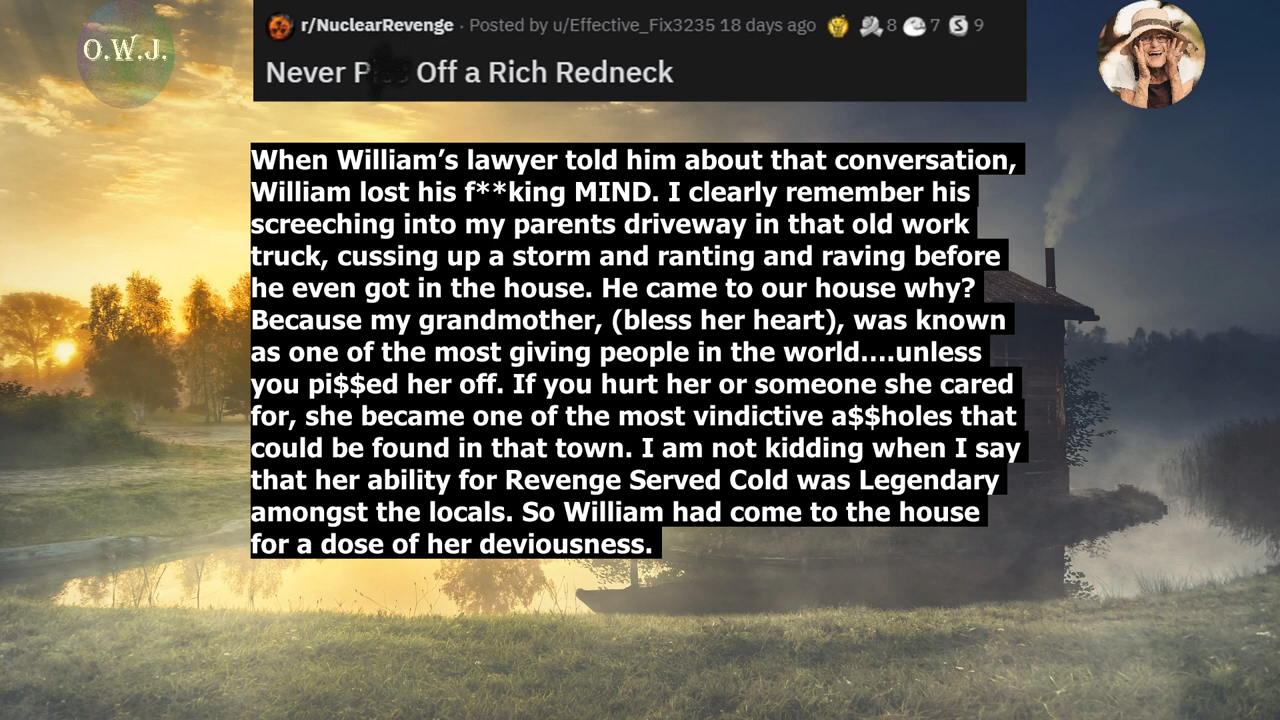 O.W.J.
r/NuclearRevenge · Posted by u/Effective_Fix3235 18 days ago 8 7 9
Never P Off a Rich Redneck
When William’s lawyer told him about that conversation,
William lost his f**king MIND. I clearly remember his
screeching into my parents driveway in that old work
truck, cussing up a storm and ranting and raving before
he even got in the house. He came to our house why?
Because my grandmother, (bless her heart), was known
as one of the most giving people in the world....unless
you pi$$ed her off. If you hurt her or someone she cared
for, she became one of the most vindictive a$$holes that
could be found in that town. I am not kidding when I say
that her ability for Revenge Served Cold was Legendary
amongst the locals. So William had come to the house
for a dose of her deviousness.